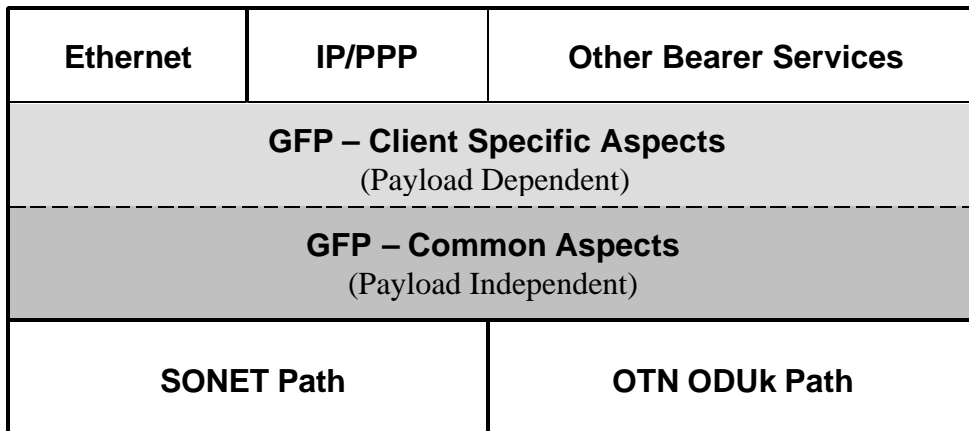 Ethernet
IP/PPP
Other Bearer Services
GFP – Client Specific Aspects
(Payload Dependent)
GFP – Common Aspects
(Payload Independent)
SONET Path
OTN ODUk Path